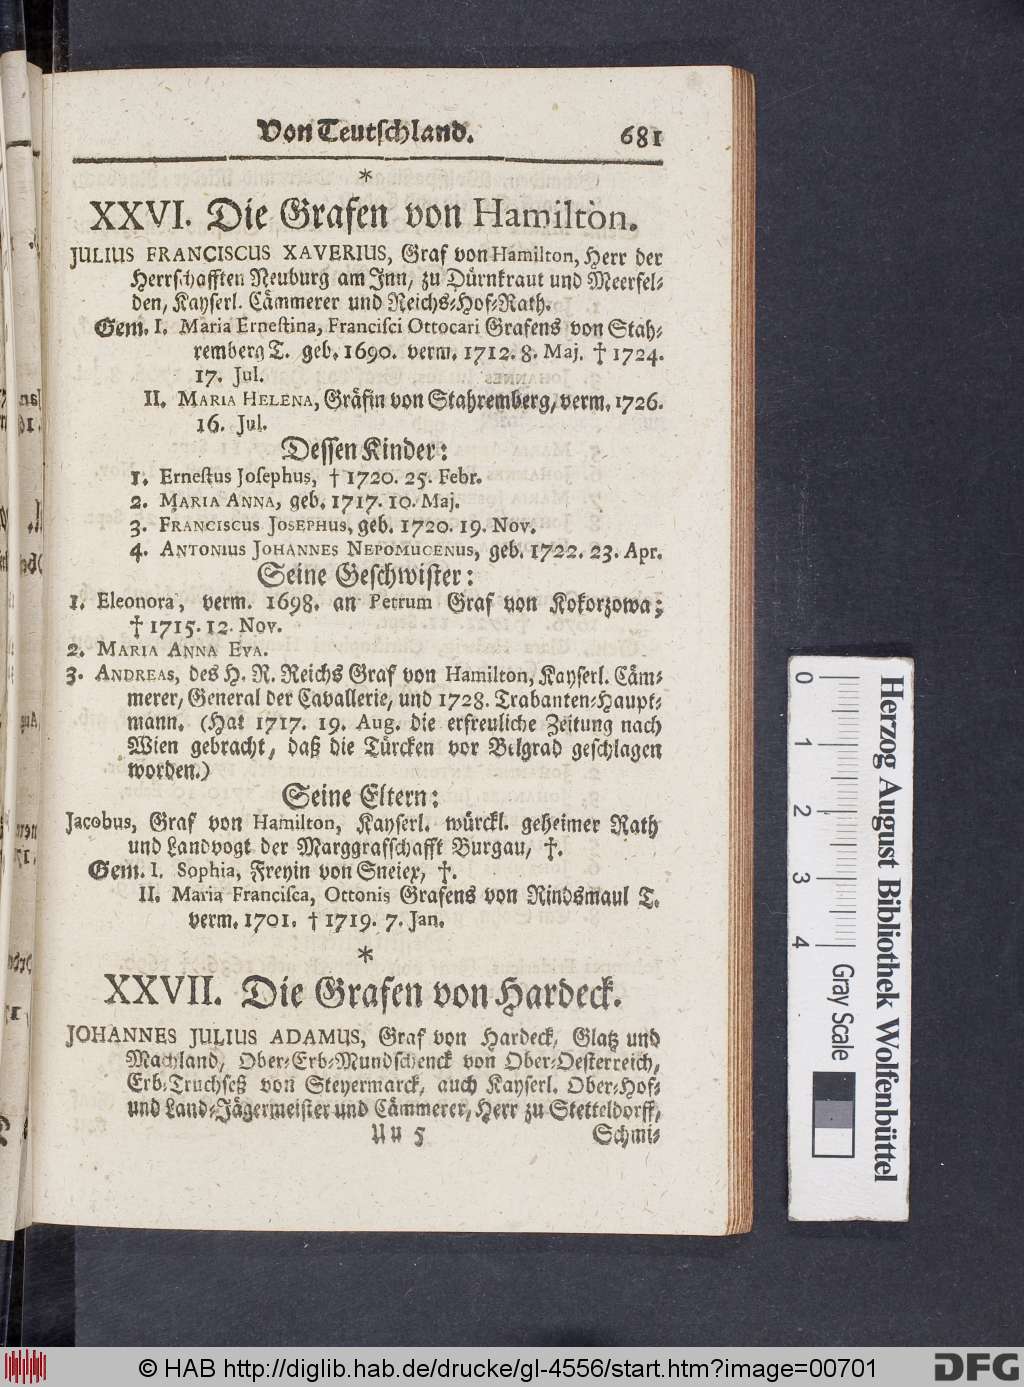 Von Teutschland. 681
*
XXVI. Die Grafen von Hamilton.
JULIUS FRANCISCUS XAVERIUS, Graf von Hamilton, Herr der
Herrschafften Neuburg am Inn, zu Dürnkraut und Meerfel-
den, Kayserl. Cämmerer und Reichs-Hof-Rath.
Gem. I. Maria Ernestina, Francisci Ottocari Grafens von Stah-
remberg T. geb. 1690. verm. 1712. 8. Maj. † 1724.
17. Jul.
II. MARIA HELENA, Gräfin von Stahremberg, verm. 1726.
16. Jul.
Dessen Kinder:
1. Ernestus Josephus, † 1720. 25. Febr.
2. MARIA ANNA, geb. 1717. 10. Maj.
3. FRANCISCUS JOSEPHUS, geb. 1720. 19. Nov.
4. ANTONIUS JOHANNES NEPOMUCENUS, geb. 1722. 23. Apr.
Seine Geschwister:
1. Eleonora, verm. 1698. an Petrum Graf von Kokorzowa;
† 1715. 12. Nov.
2. MARIA ANNA EVA.
3. ANDREAS, des H. R. Reichs Graf von Hamilton, Kayserl. Cäm-
merer, General der Cavallerie, und 1728. Trabanten-Haupt-
mann. (Hat 1717. 19. Aug. die erfreuliche Zeitung nach
Wien gebracht, daß die Türcken vor Belgrad geschlagen
worden.)
Seine Eltern:
Jacobus, Graf von Hamilton, Kayserl. würckl. geheimer Rath
und Landvogt der Marggrafschafft Burgau, †.
Gem. I. Sophia, Freyin von Sneiex, †.
II. Maria Francisca, Ottonis Grafens von Rindsmaul T.
verm. 1701. † 1719. 7. Jan.
*
XXVII. Die Grafen von Hardeck.
JOHANNES JULIUS ADAMUS, Graf von Hardeck, Glatz und
Machland, Ober-Erb-Mundschenck von Ober-Oesterreich,
Erb-Truchseß von Steyermarck, auch Kayserl. Ober-Hof-
und Land-Jägermeister und Cämmerer, Herr zu Stetteldorff,
Uu 5 Schmi-
0 1 2 3 4
Gray Scale
Herzog August Bibliothek Wolfenbüttel
© HAB http://diglib.hab.de/drucke/gl-4556/start.htm?image=00701
DFG